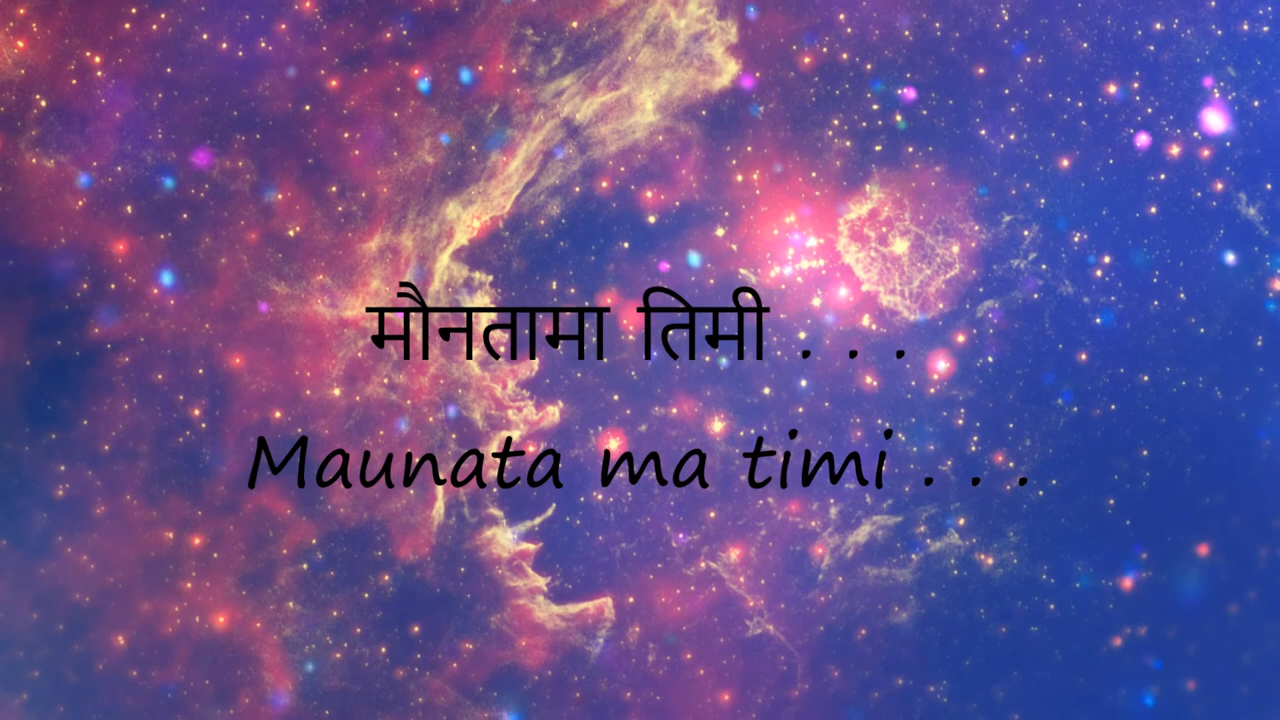 मौनतामा तिमी . . .
Maunata ma timi . . .